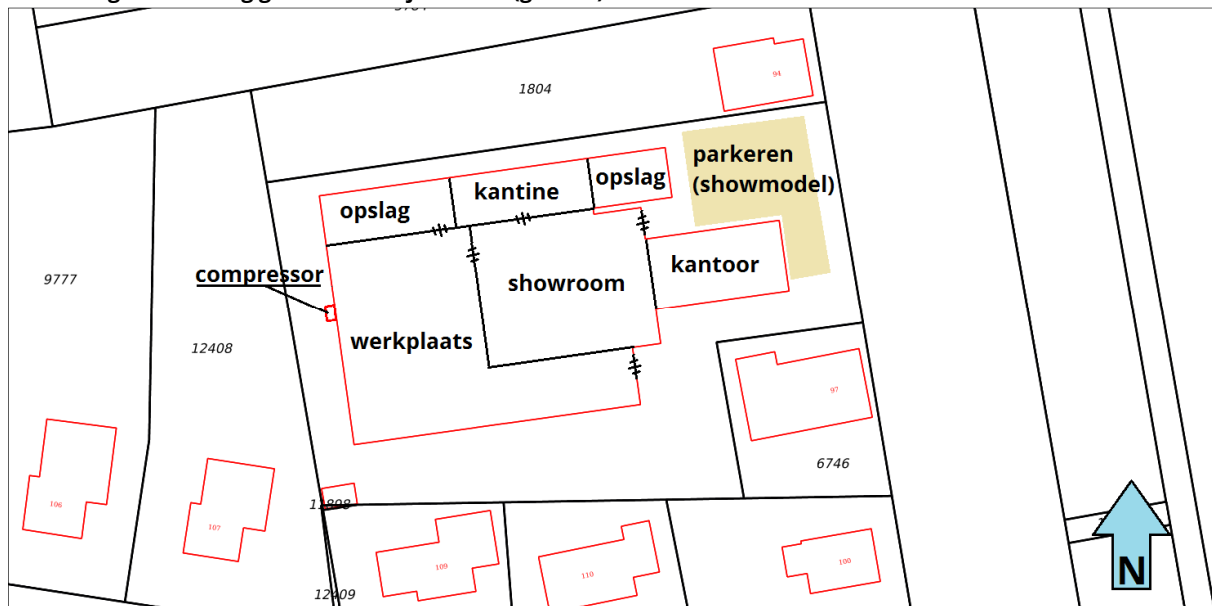 94
1804
parkeren
(showmodel)
opslag
kantine
opslag
kantoor
compressor
showroom
9777
werkplaats
12408
97
6746
106
107
11808
109
110
100
N
12409